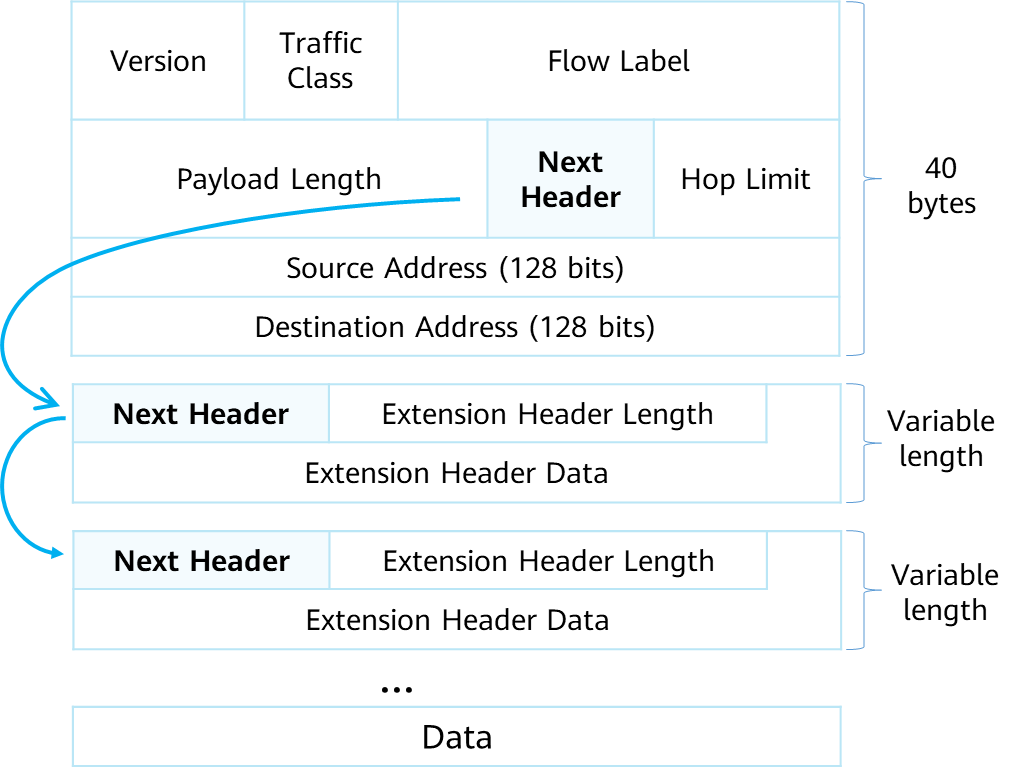 Version
Traffic
Class
Flow Label
Payload Length
Next
Header
Hop Limit
40
bytes
Source Address (128 bits)
Destination Address (128 bits)
Next Header
Extension Header Length
Extension Header Data
Variable
length
Next Header
Extension Header Length
Extension Header Data
Variable
length
...
Data